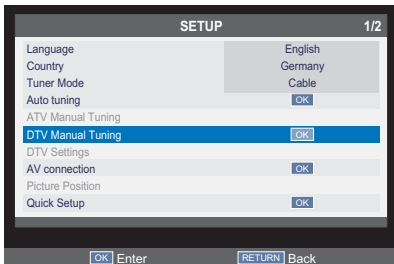 SETUP 1/2
Language English
Country Germany
Tuner Mode Cable
Auto tuning OK
ATV Manual Tuning
DTV Manual Tuning OK
DTV Settings
AV connection OK
Picture Position
Quick Setup OK
OK Enter RETURN Back